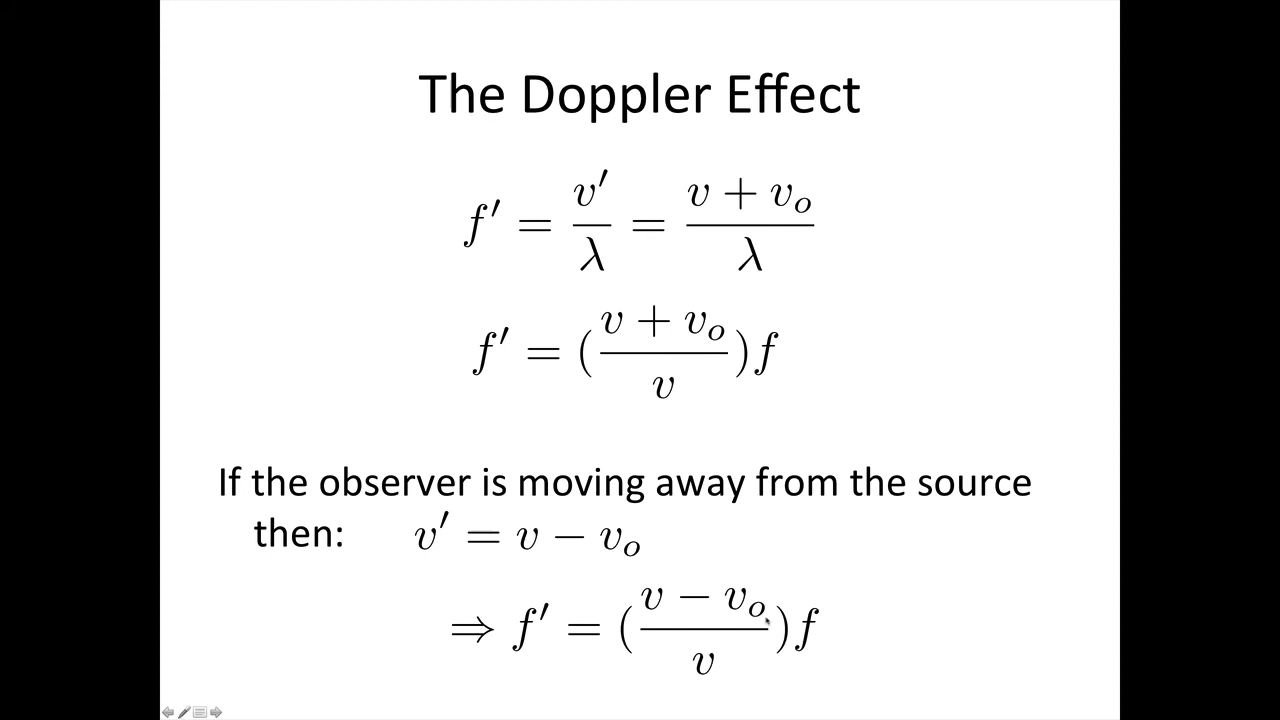 The Doppler Effect
f′ = v′/λ = (v + v_o)/λ
f′ = ((v + v_o)/v)f
If the observer is moving away from the source
then: v′ = v − v_o
⇒ f′ = ((v − v_o)/v)f